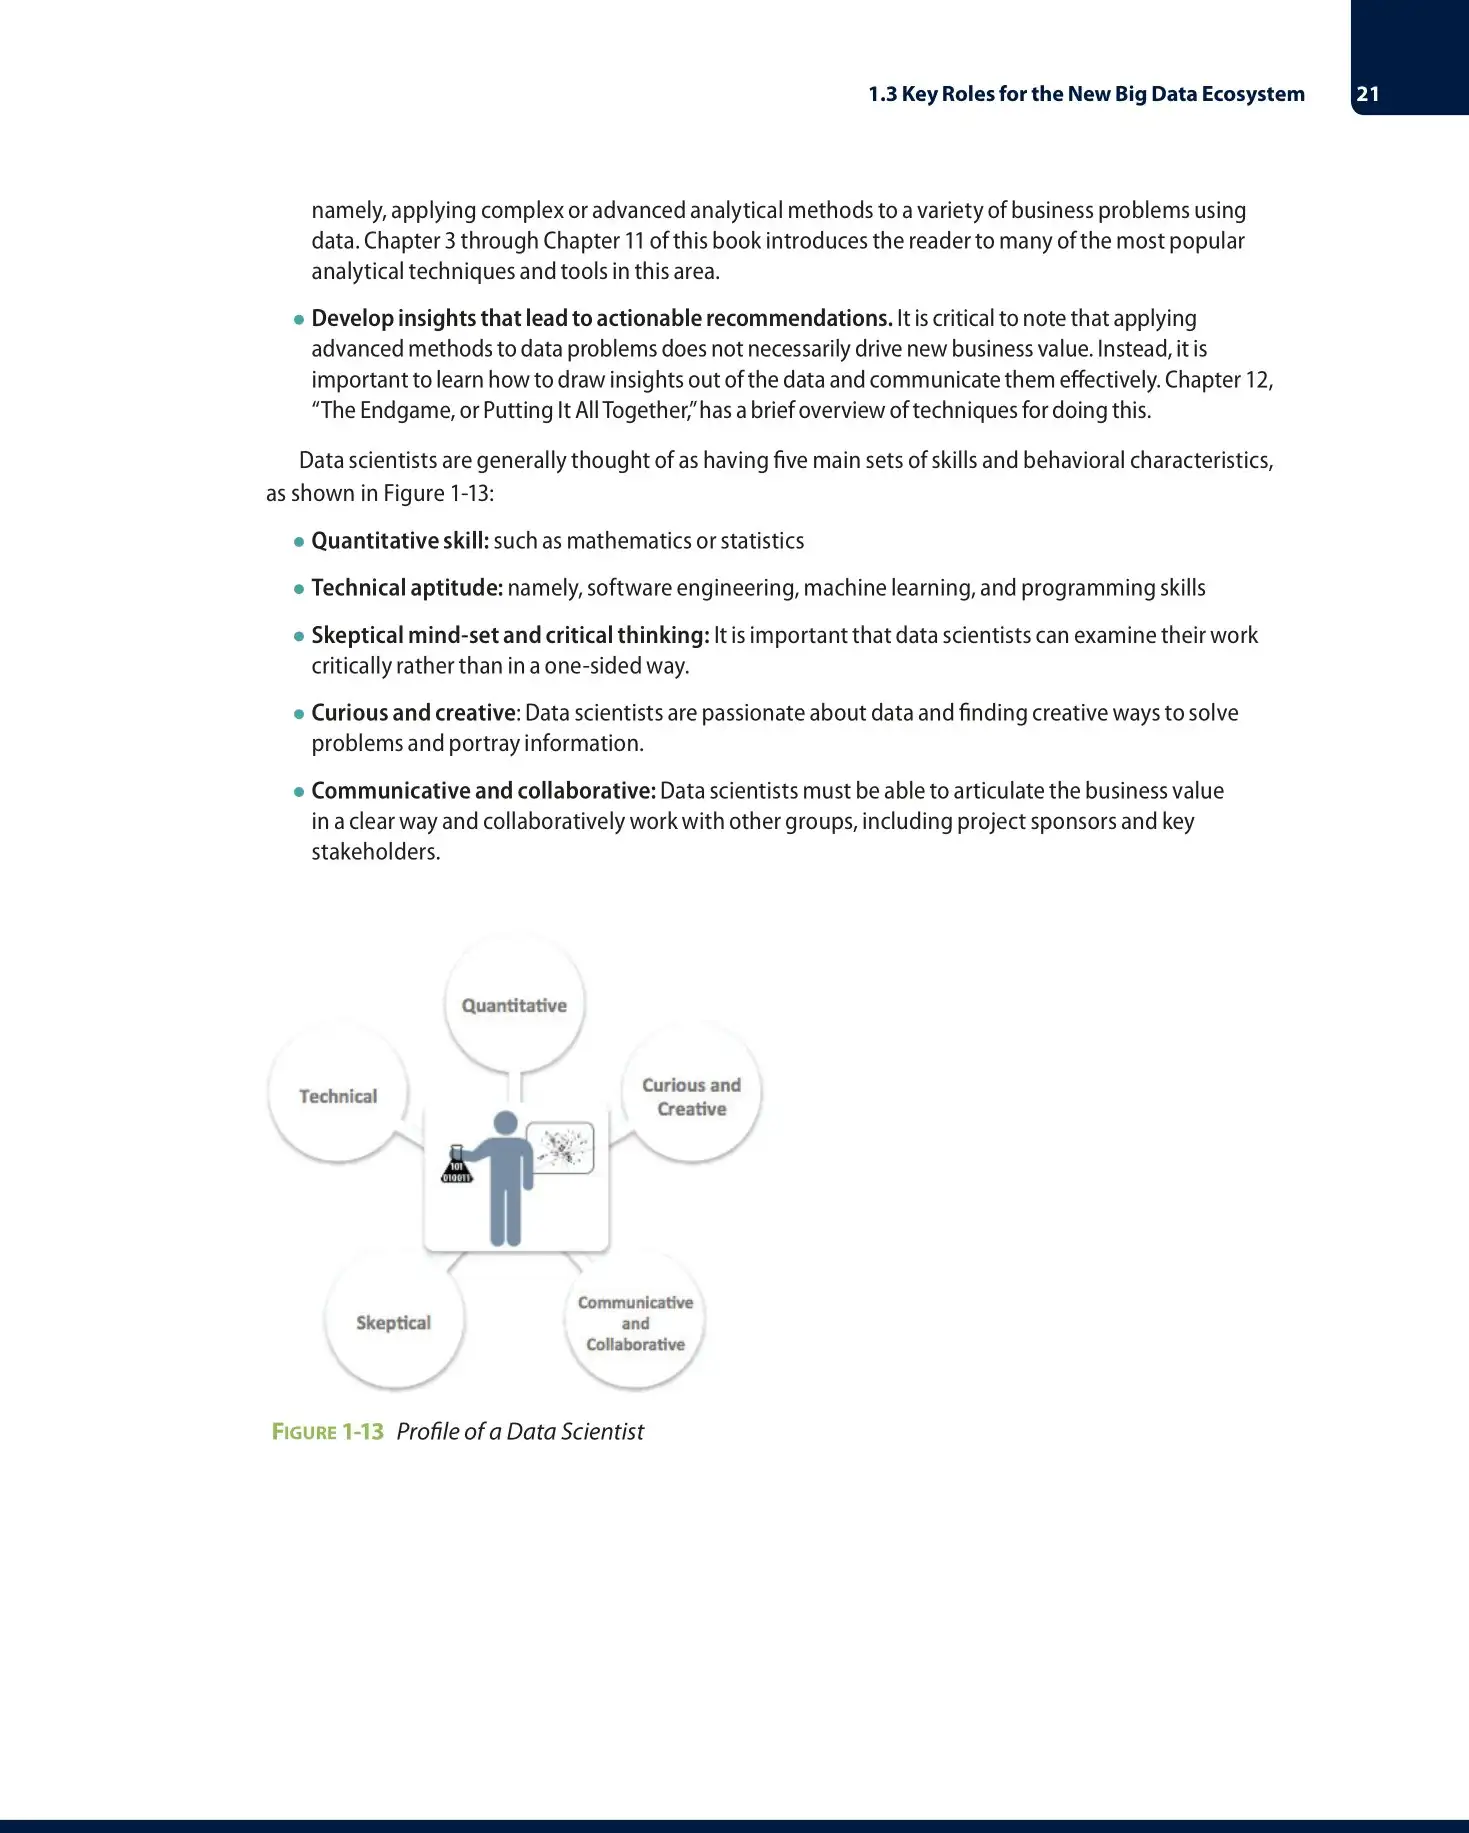 1.3 Key Roles for the New Big Data Ecosystem 21
namely, applying complex or advanced analytical methods to a variety of business problems using
data. Chapter 3 through Chapter 11 of this book introduces the reader to many of the most popular
analytical techniques and tools in this area.
● Develop insights that lead to actionable recommendations. It is critical to note that applying
advanced methods to data problems does not necessarily drive new business value. Instead, it is
important to learn how to draw insights out of the data and communicate them effectively. Chapter 12,
“The Endgame, or Putting It All Together,” has a brief overview of techniques for doing this.
Data scientists are generally thought of as having five main sets of skills and behavioral characteristics,
as shown in Figure 1-13:
● Quantitative skill: such as mathematics or statistics
● Technical aptitude: namely, software engineering, machine learning, and programming skills
● Skeptical mind-set and critical thinking: It is important that data scientists can examine their work
critically rather than in a one-sided way.
● Curious and creative: Data scientists are passionate about data and finding creative ways to solve
problems and portray information.
● Communicative and collaborative: Data scientists must be able to articulate the business value
in a clear way and collaboratively work with other groups, including project sponsors and key
stakeholders.
Quantitative
Technical
Curious and
Creative
101
010011
Skeptical
Communicative
and
Collaborative
FIGURE 1-13 Profile of a Data Scientist